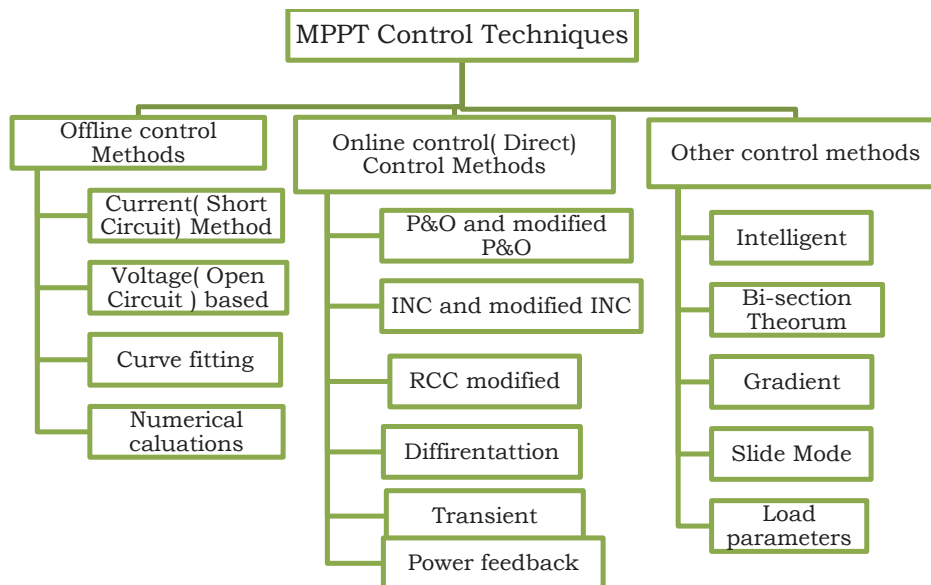 MPPT Control Techniques
Offline control
Methods
Current( Short
Circuit) Method
Voltage( Open
Circuit ) based
Curve fitting
Numerical
caluations
Online control( Direct)
Control Methods
P&O and modified
P&O
INC and modified INC
RCC modified
Diffirentattion
Transient
Power feedback
Other control methods
Intelligent
Bi-section
Theorum
Gradient
Slide Mode
Load
parameters